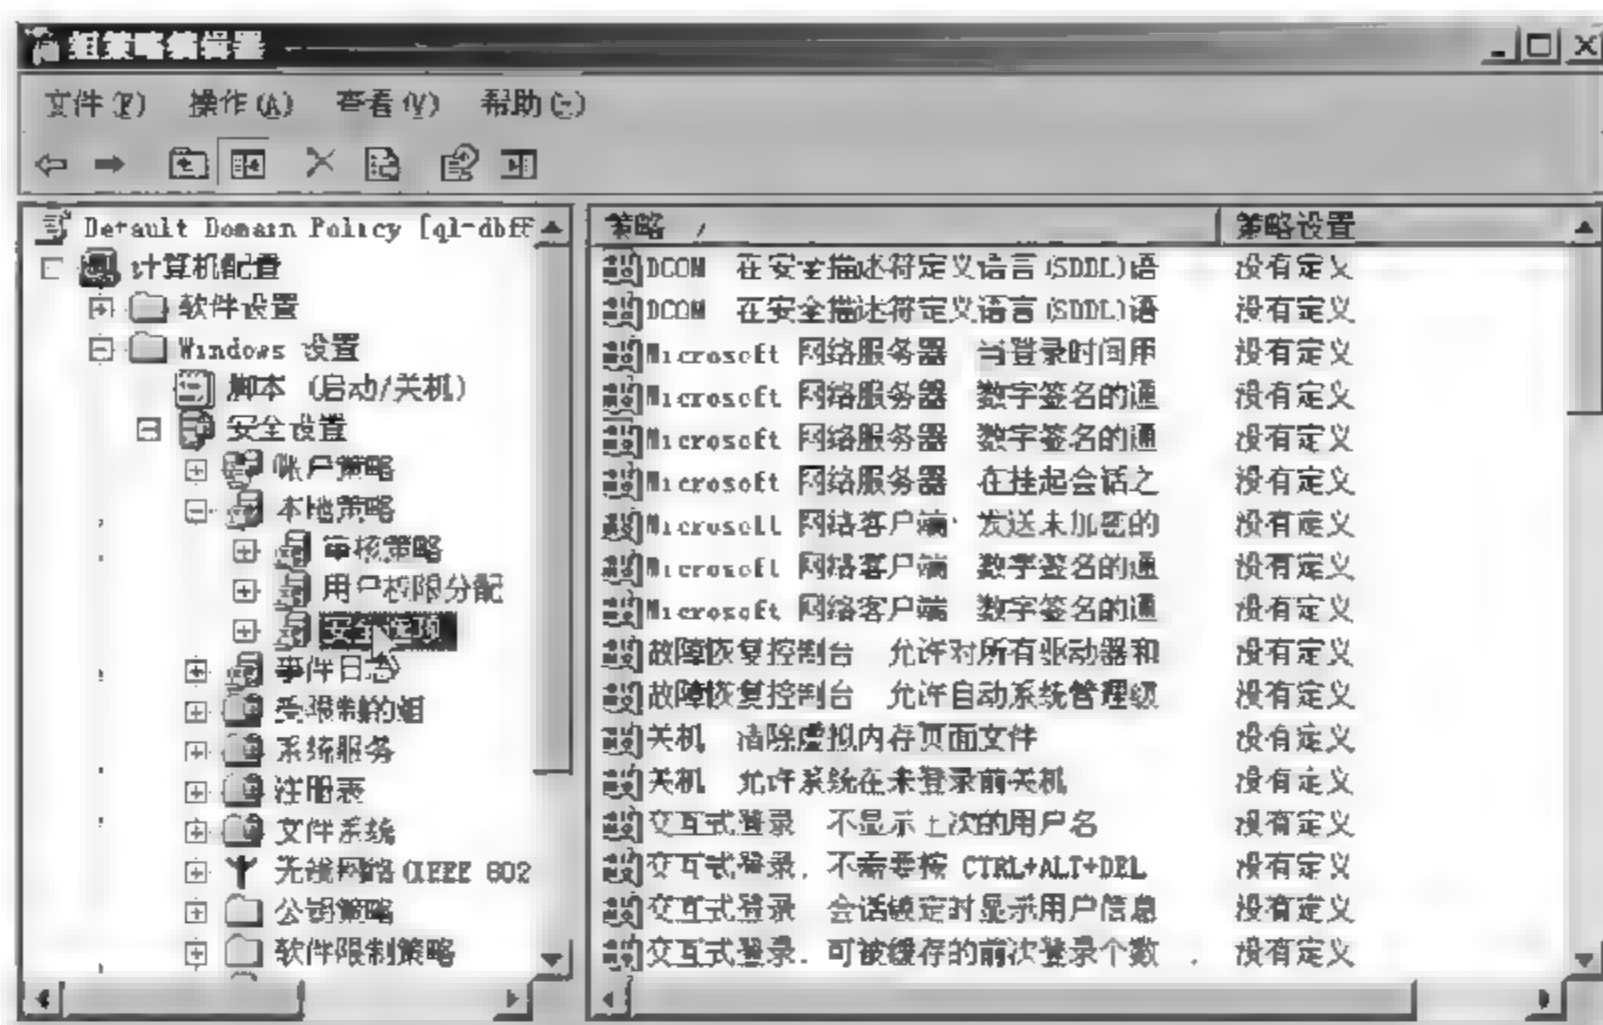 组策略编辑器
文件(F) 操作(A) 查看(V) 帮助(H)
Default Domain Policy [ql-dbff
计算机配置
软件设置
Windows 设置
脚本 (启动/关机)
安全设置
帐户策略
本地策略
审核策略
用户权限分配
安全选项
事件日志
受限制的组
系统服务
注册表
文件系统
无线网络(IEEE 802
公钥策略
软件限制策略
策略 / 策略设置
DCOM 在安全描述符定义语言(SDDL)语 没有定义
DCOM 在安全描述符定义语言(SDDL)语 没有定义
Microsoft 网络服务器 当登录时间用 没有定义
Microsoft 网络服务器 数字签名的通 没有定义
Microsoft 网络服务器 数字签名的通 没有定义
Microsoft 网络服务器 在挂起会话之 没有定义
Microsoft 网络客户端: 发送未加密的 没有定义
Microsoft 网络客户端 数字签名的通 没有定义
Microsoft 网络客户端 数字签名的通 没有定义
故障恢复控制台 允许对所有驱动器和 没有定义
故障恢复控制台 允许自动系统管理级 没有定义
关机 清除虚拟内存页面文件 没有定义
关机 允许系统在未登录前关机 没有定义
交互式登录 不显示上次的用户名 没有定义
交互式登录. 不需要按 CTRL+ALT+DEL 没有定义
交互式登录 会话锁定时显示用户信息 没有定义
交互式登录. 可被缓存的前次登录个数 . 没有定义